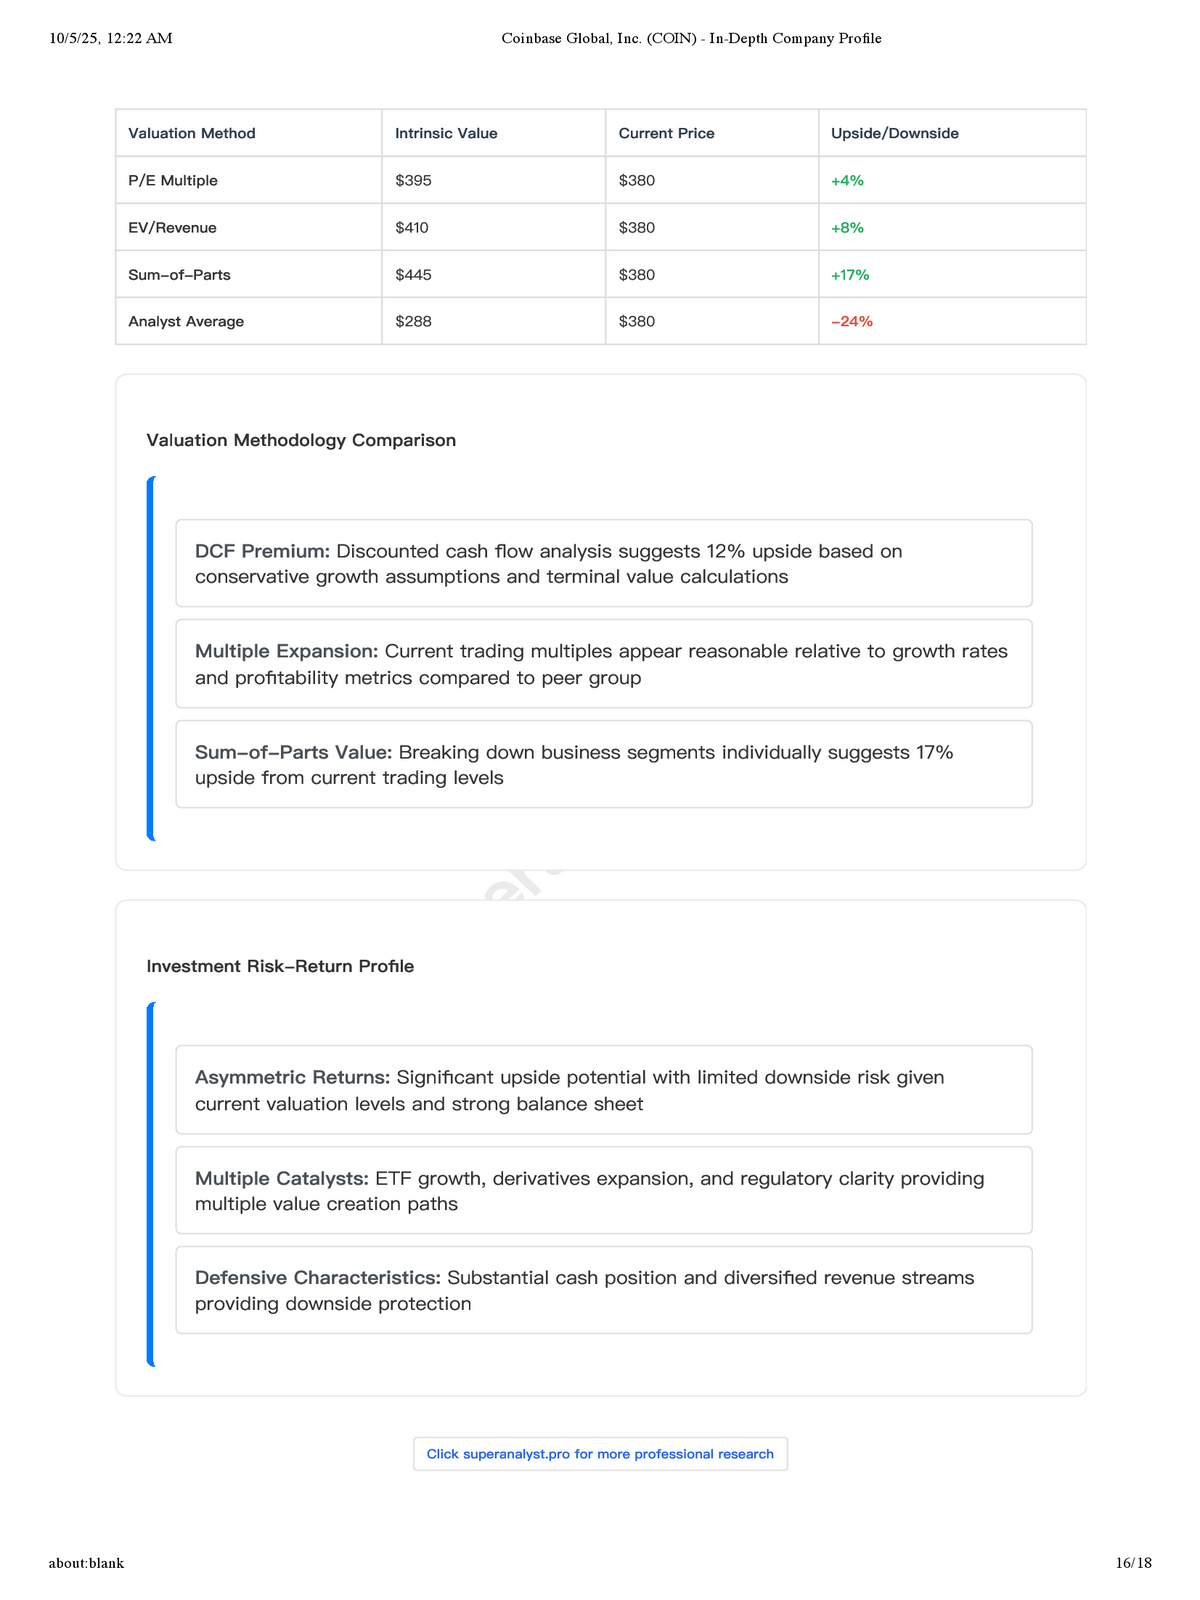 10/5/25, 12:22 AM Coinbase Global, Inc. (COIN) - In-Depth Company Profile
Valuation Method Intrinsic Value Current Price Upside/Downside
P/E Multiple $395 $380 +4%
EV/Revenue $410 $380 +8%
Sum–of–Parts $445 $380 +17%
Analyst Average $288 $380 –24%
Valuation Methodology Comparison
DCF Premium: Discounted cash flow analysis suggests 12% upside based on
conservative growth assumptions and terminal value calculations
Multiple Expansion: Current trading multiples appear reasonable relative to growth rates
and profitability metrics compared to peer group
Sum–of–Parts Value: Breaking down business segments individually suggests 17%
upside from current trading levels
Investment Risk–Return Profile
Asymmetric Returns: Significant upside potential with limited downside risk given
current valuation levels and strong balance sheet
Multiple Catalysts: ETF growth, derivatives expansion, and regulatory clarity providing
multiple value creation paths
Defensive Characteristics: Substantial cash position and diversified revenue streams
providing downside protection
Click superanalyst.pro for more professional research
about:blank 16/18